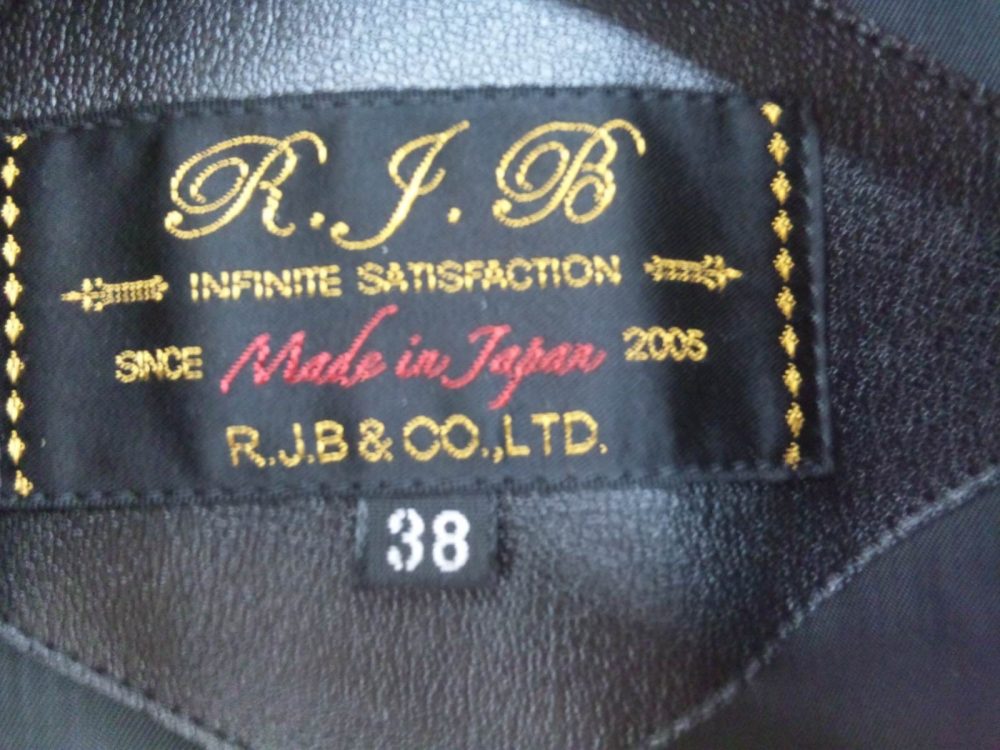 R.J.B
INFINITE SATISFACTION
SINCE Made in Japan 2005
R.J.B & CO.,LTD.
38